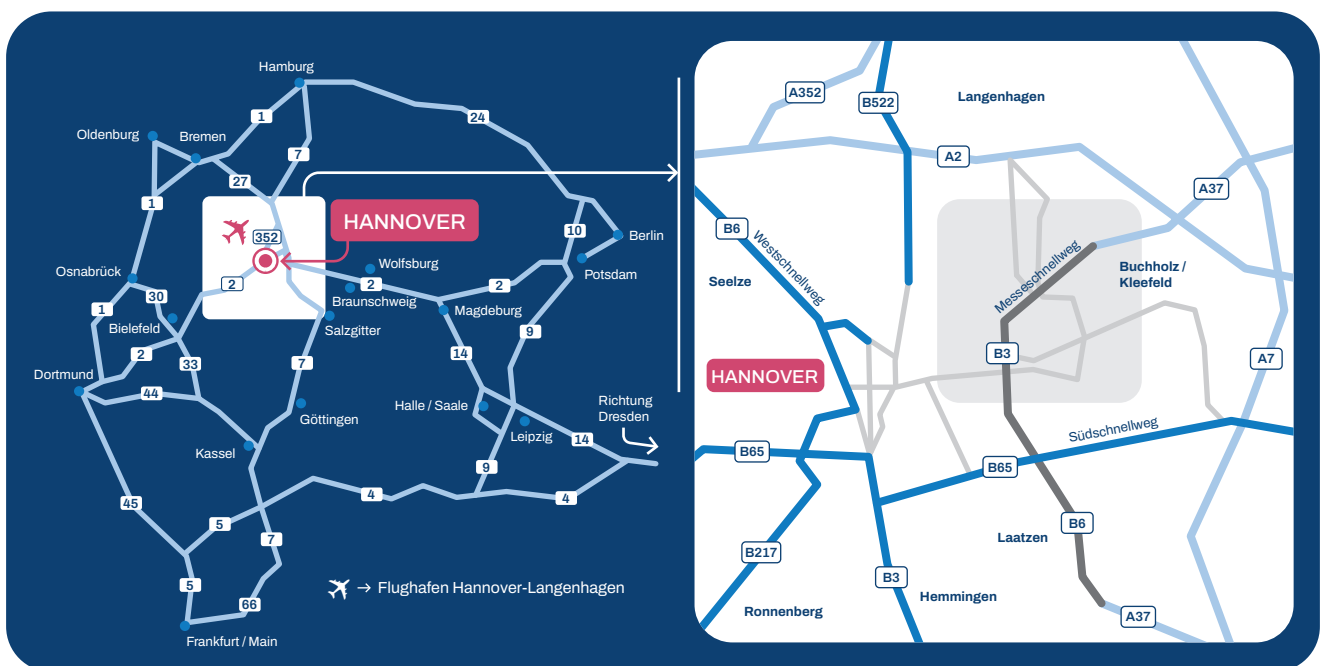 Hamburg
1
24
Oldenburg
Bremen
7
27
1
HANNOVER
352
10
Berlin
Osnabrück
Wolfsburg
Potsdam
2
2
2
30
Braunschweig
1
Bielefeld
Salzgitter
Magdeburg
9
2
33
7
14
Dortmund
44
Halle / Saale
Richtung
Dresden
Göttingen
Leipzig
14
Kassel
9
45
4
4
5
7
5
66
→ Flughafen Hannover-Langenhagen
Frankfurt / Main
A352
B522
Langenhagen
A2
A37
B6
Westschnellweg
Seelze
Messeschnellweg
Buchholz /
Kleefeld
B3
A7
HANNOVER
Südschnellweg
B65
B65
B6
Laatzen
B217
B3
Hemmingen
Ronnenberg
A37